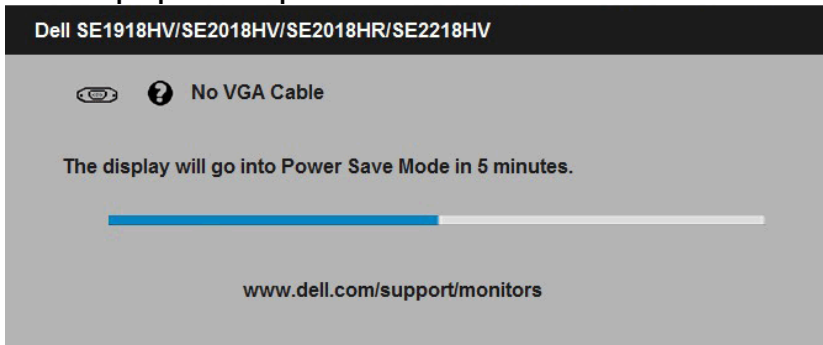 Dell SE1918HV/SE2018HV/SE2018HR/SE2218HV
No VGA Cable
The display will go into Power Save Mode in 5 minutes.
www.dell.com/support/monitors